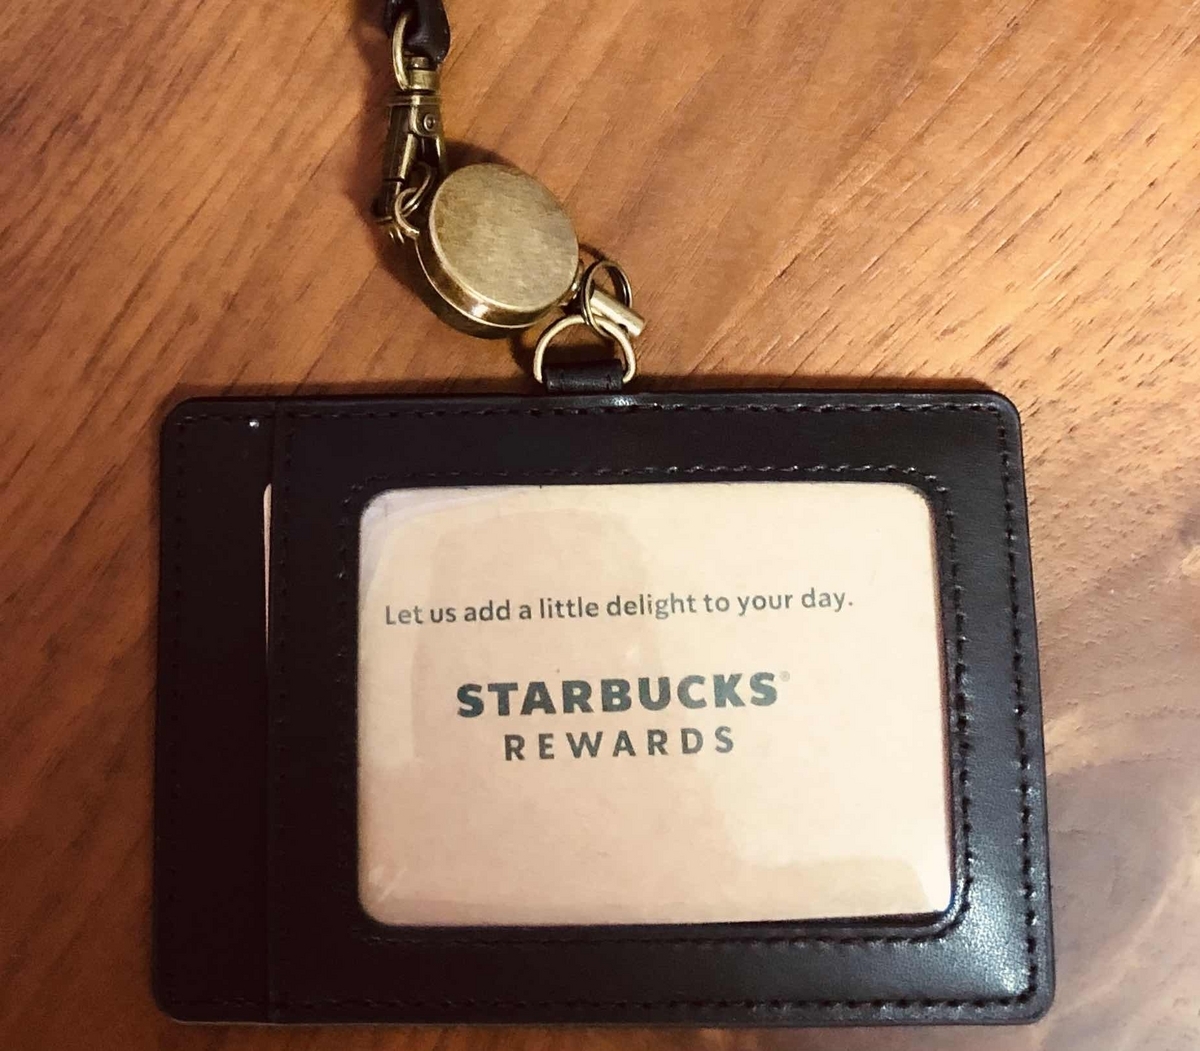 Let us add a little delight to your day.
STARBUCKS®
REWARDS